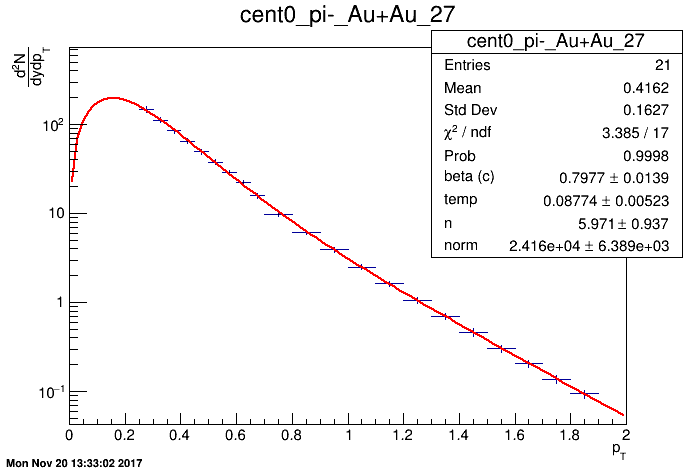 cent0_pi-_Au+Au_27
d²N
dydp_T
cent0_pi-_Au+Au_27
Entries 21
Mean 0.4162
Std Dev 0.1627
χ² / ndf 3.385 / 17
Prob 0.9998
beta (c) 0.7977 ± 0.0139
temp 0.08774 ± 0.00523
n 5.971 ± 0.937
norm 2.416e+04 ± 6.389e+03
10²
10
1
10⁻¹
0 0.2 0.4 0.6 0.8 1 1.2 1.4 1.6 1.8 2
p_T
Mon Nov 20 13:33:02 2017